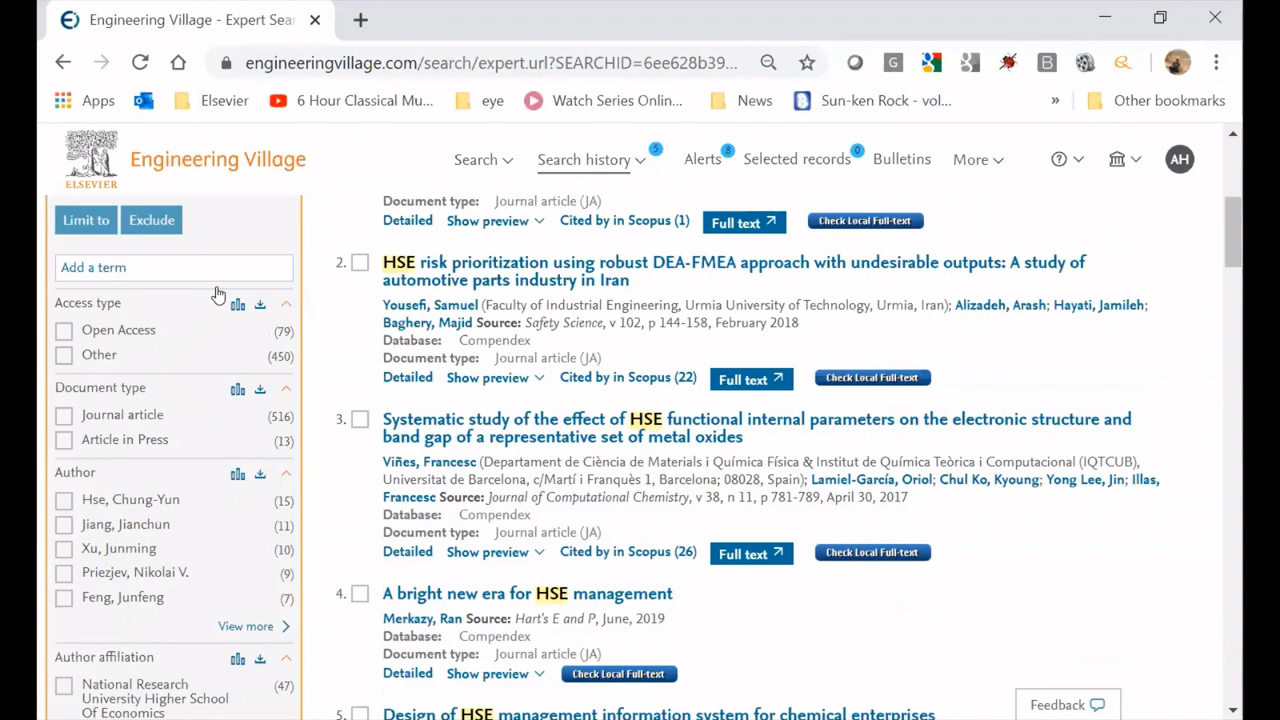 Engineering Village - Expert Sear
engineeringvillage.com/search/expert.url?SEARCHID=6ee628b39...
Apps
Elsevier
6 Hour Classical Mu...
eye
Watch Series Onlin...
News
Sun-ken Rock - vol...
»
Other bookmarks
ELSEVIER
Engineering Village
Search
Search history
5
Alerts
8
Selected records
0
Bulletins
More
AH
Limit to
Exclude
Add a term
Access type
Open Access (79)
Other (450)
Document type
Journal article (516)
Article in Press (13)
Author
Hse, Chung-Yun (15)
Jiang, Jianchun (11)
Xu, Junming (10)
Priezjev, Nikolai V. (9)
Feng, Junfeng (7)
View more
Author affiliation
National Research (47)
University Higher School
Of Economics
Document type: Journal article (JA)
Detailed Show preview Cited by in Scopus (1) Full text Check Local Full-text
2. HSE risk prioritization using robust DEA-FMEA approach with undesirable outputs: A study of
automotive parts industry in Iran
Yousefi, Samuel (Faculty of Industrial Engineering, Urmia University of Technology, Urmia, Iran); Alizadeh, Arash; Hayati, Jamileh;
Baghery, Majid Source: Safety Science, v 102, p 144-158, February 2018
Database: Compendex
Document type: Journal article (JA)
Detailed Show preview Cited by in Scopus (22) Full text Check Local Full-text
3. Systematic study of the effect of HSE functional internal parameters on the electronic structure and
band gap of a representative set of metal oxides
Viñes, Francesc (Departament de Ciència de Materials i Química Física & Institut de Química Teòrica i Computacional (IQTCUB),
Universitat de Barcelona, c/Martí i Franquès 1, Barcelona; 08028, Spain); Lamiel-García, Oriol; Chul Ko, Kyoung; Yong Lee, Jin; Illas,
Francesc Source: Journal of Computational Chemistry, v 38, n 11, p 781-789, April 30, 2017
Database: Compendex
Document type: Journal article (JA)
Detailed Show preview Cited by in Scopus (26) Full text Check Local Full-text
4. A bright new era for HSE management
Merkazy, Ran Source: Hart's E and P, June, 2019
Database: Compendex
Document type: Journal article (JA)
Detailed Show preview Check Local Full-text
5. Design of HSE management information system for chemical enterprises
Feedback